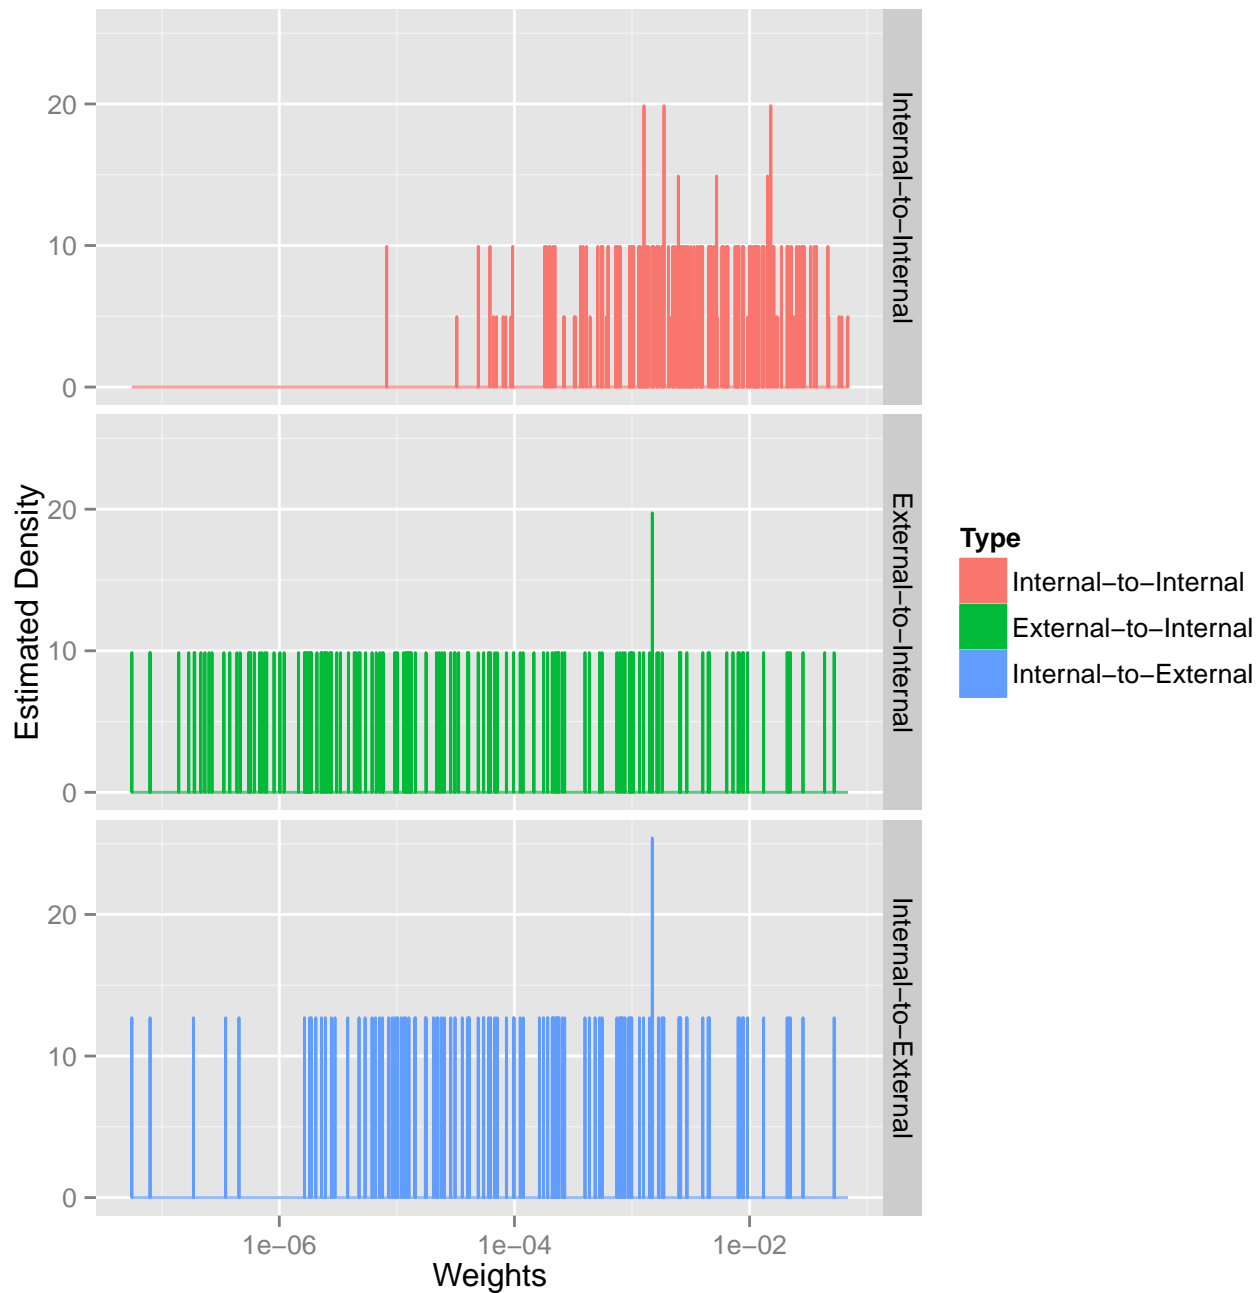 20
10
0
Internal−to−Internal
Estimated Density
20
10
0
External−to−Internal
20
10
0
Internal−to−External
1e−06
1e−04
1e−02
Weights
Type
Internal−to−Internal
External−to−Internal
Internal−to−External